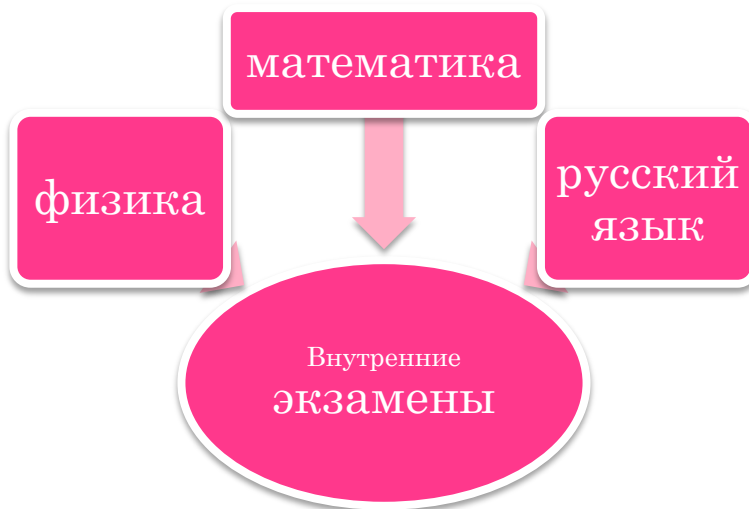 математика
физика
русский
язык
Внутренние
экзамены